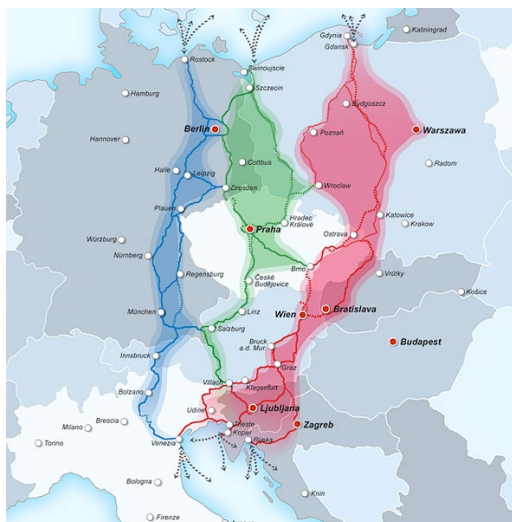 Kaliningrad
Gdynia
Gdansk
Rostock
Swinoujscie
Szczecin
Hamburg
Bydgoszcz
Berlin
Poznań
Warszawa
Hannover
Cottbus
Radom
Halle
Leipzig
Dresden
Wroclaw
Plauen
Katowice
Krakow
Hradec
Králové
Praha
Ostrava
Würzburg
Nürnberg
Brno
Vrútky
Regensburg
České
Budějovice
Košice
München
Linz
Wien
Bratislava
Salzburg
Bruck
a.d. Mur
Budapest
Innsbruck
Graz
Villach
Klagenfurt
Bolzano
Udine
Ljubljana
Milano
Brescia
Trieste
Zagreb
Torino
Venezia
Koper
Rijeka
Bologna
Knin
Firenze